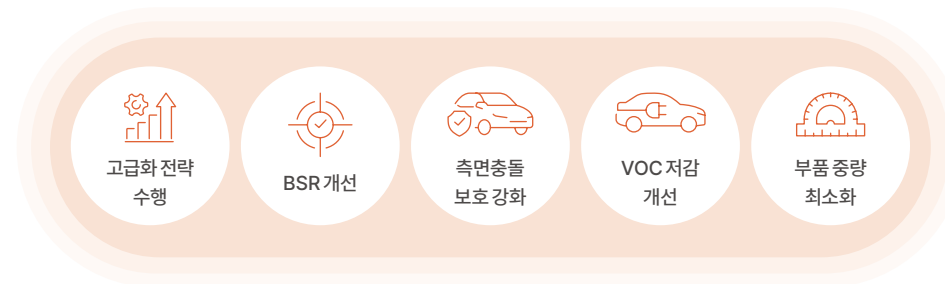 고급화 전략
수행
BSR 개선
측면충돌
보호 강화
VOC 저감
개선
부품 중량
최소화